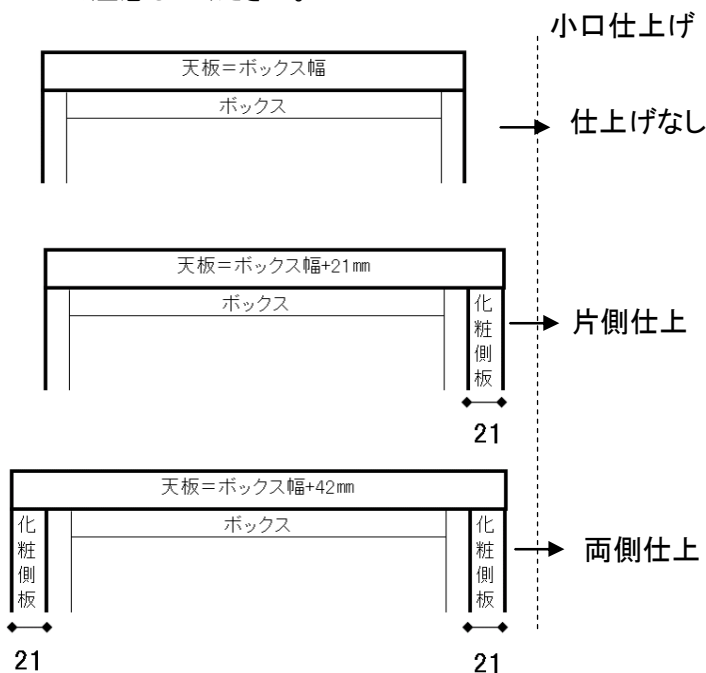 小口仕上げ
天板=ボックス幅
ボックス
仕上げなし
天板=ボックス幅+21㎜
ボックス
化粧側板
片側仕上
21
天板=ボックス幅+42㎜
化粧側板
ボックス
化粧側板
両側仕上
21
21